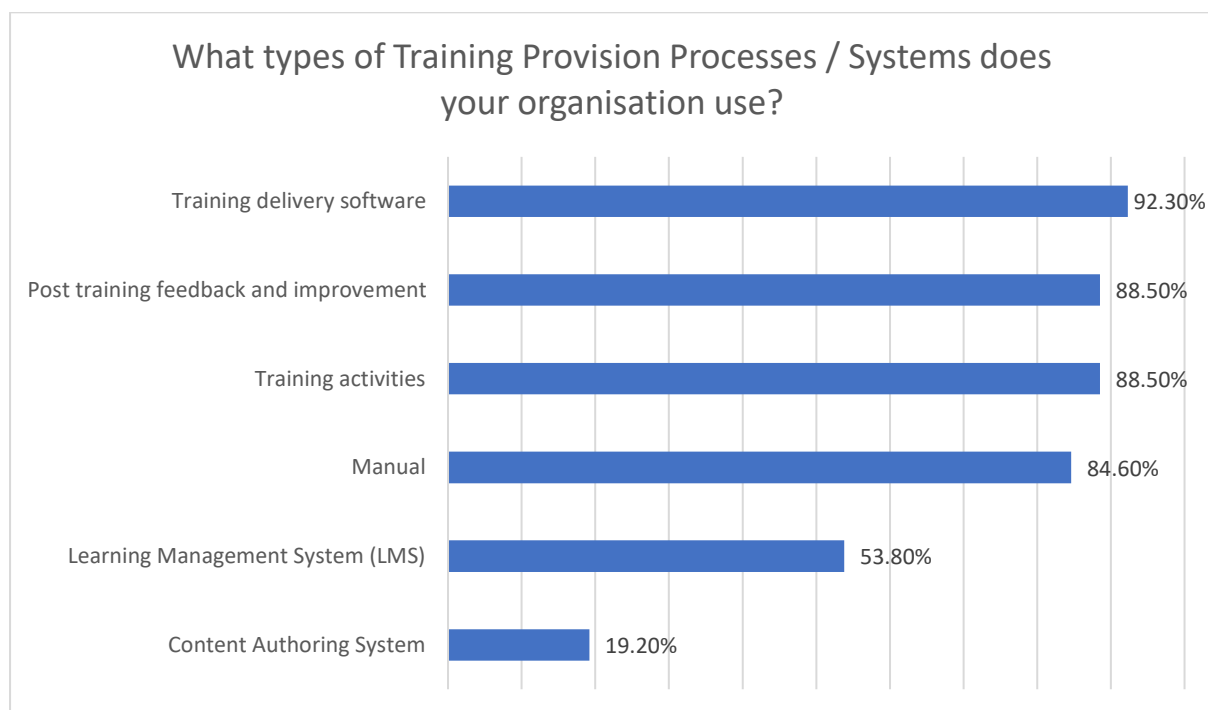 What types of Training Provision Processes / Systems does
your organisation use?
Training delivery software
92.30%
Post training feedback and improvement
88.50%
Training activities
88.50%
Manual
84.60%
Learning Management System (LMS)
53.80%
Content Authoring System
19.20%